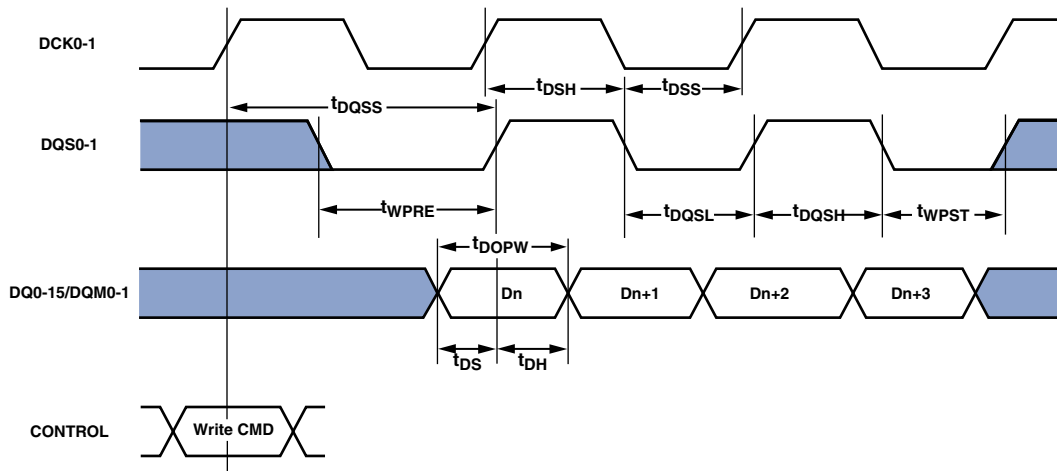 DCK0-1
tDSH
tDSS
tDQSS
DQS0-1
tWPRE
tDQSL
tDQSH
tWPST
tDOPW
DQ0-15/DQM0-1
Dn
Dn+1
Dn+2
Dn+3
tDS
tDH
CONTROL
Write CMD